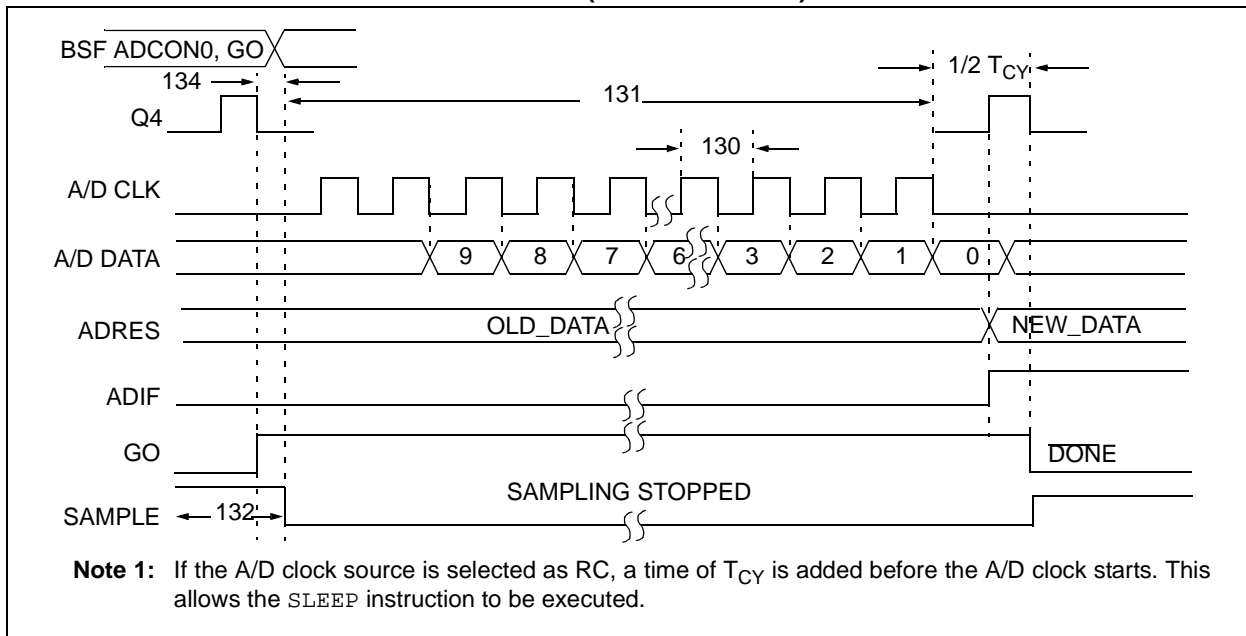 BSF ADCON0, GO
134
131
1/2 TCY
Q4
130
A/D CLK
A/D DATA
9 8 7 6 3 2 1 0
ADRES
OLD_DATA
NEW_DATA
ADIF
GO
DONE
SAMPLING STOPPED
SAMPLE
132
Note 1: If the A/D clock source is selected as RC, a time of TCY is added before the A/D clock starts. This
allows the SLEEP instruction to be executed.